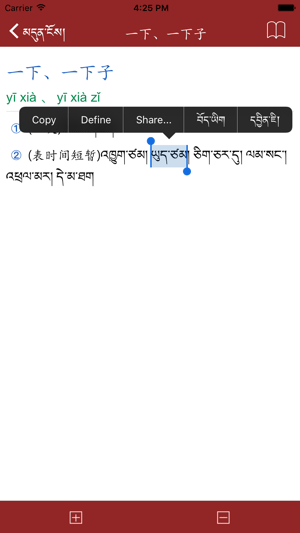 Carrier 4:25 PM
མདུན་ངོས། 一下、一下子
一下、一下子
yī xià 、 yī xià zǐ
Copy Define Share... བོད་ཡིག དབྱིན་ཇི།
①
② (表时间短暂)འཁྱུག་ཙམ། ཡུད་ཙམ། ཅིག་ཅར་དུ། ལམ་སང་།
འཕྲལ་མར། དེ་མ་ཐག